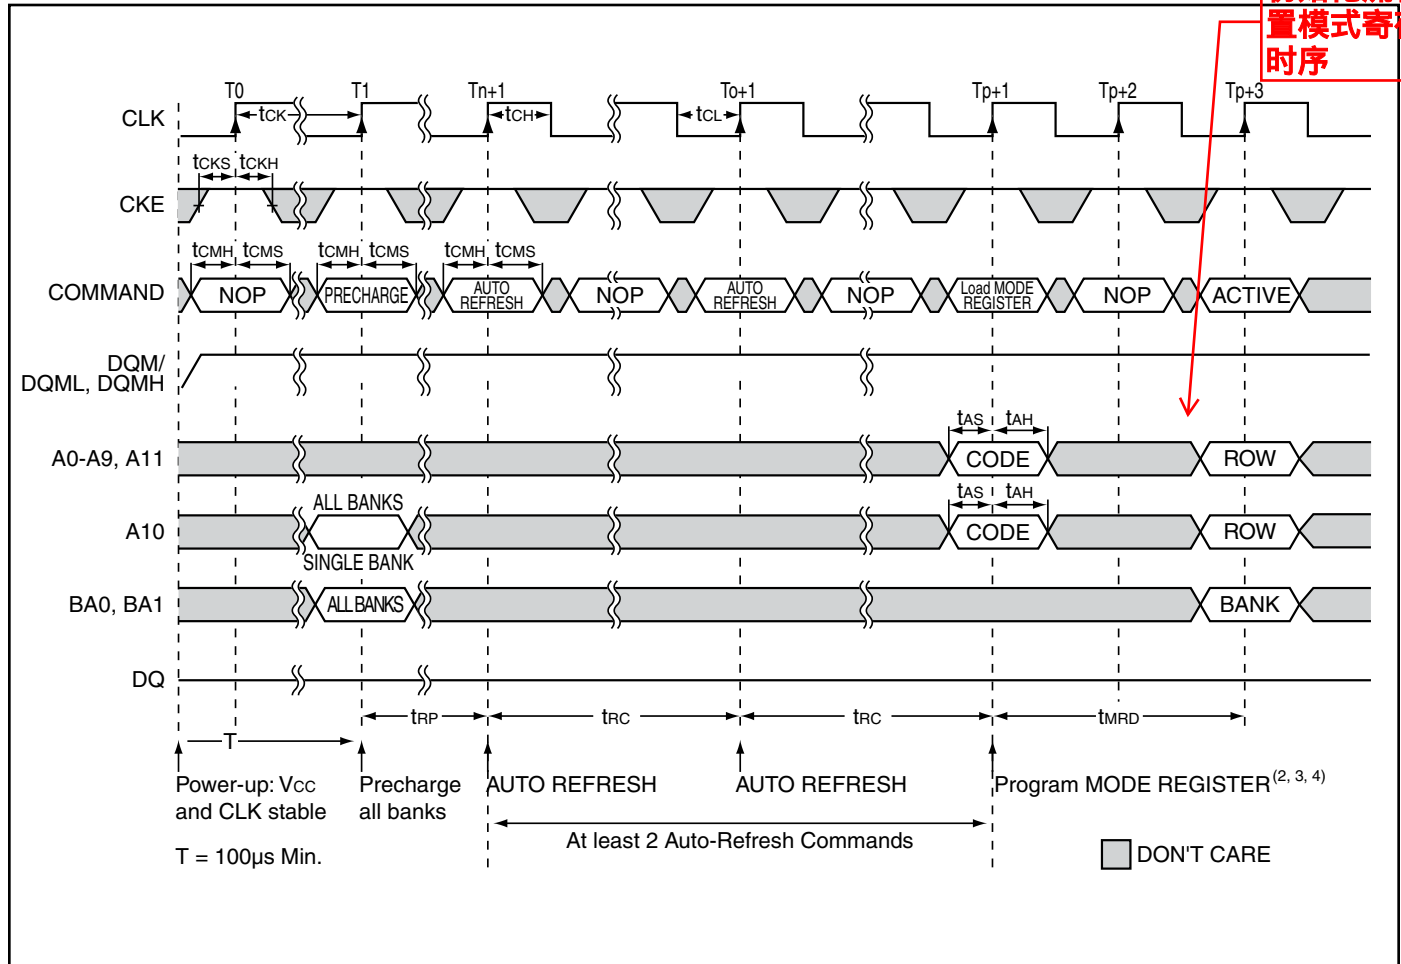 置模式寄
时序
T0 T1 Tn+1 To+1 Tp+1 Tp+2 Tp+3
CLK tCK tCH tCL
tCKS tCKH
CKE
tCMH tCMS tCMH tCMS tCMH tCMS
COMMAND NOP PRECHARGE AUTO REFRESH NOP AUTO REFRESH NOP Load MODE REGISTER NOP ACTIVE
DQM/
DQML, DQMH
tAS tAH
A0-A9, A11 CODE ROW
ALL BANKS tAS tAH
A10 CODE ROW
SINGLE BANK
BA0, BA1 ALL BANKS BANK
DQ
tRP tRC tRC tMRD
T
Power-up: VCC Precharge AUTO REFRESH AUTO REFRESH Program MODE REGISTER(2, 3, 4)
and CLK stable all banks
At least 2 Auto-Refresh Commands
T = 100µs Min. DON'T CARE